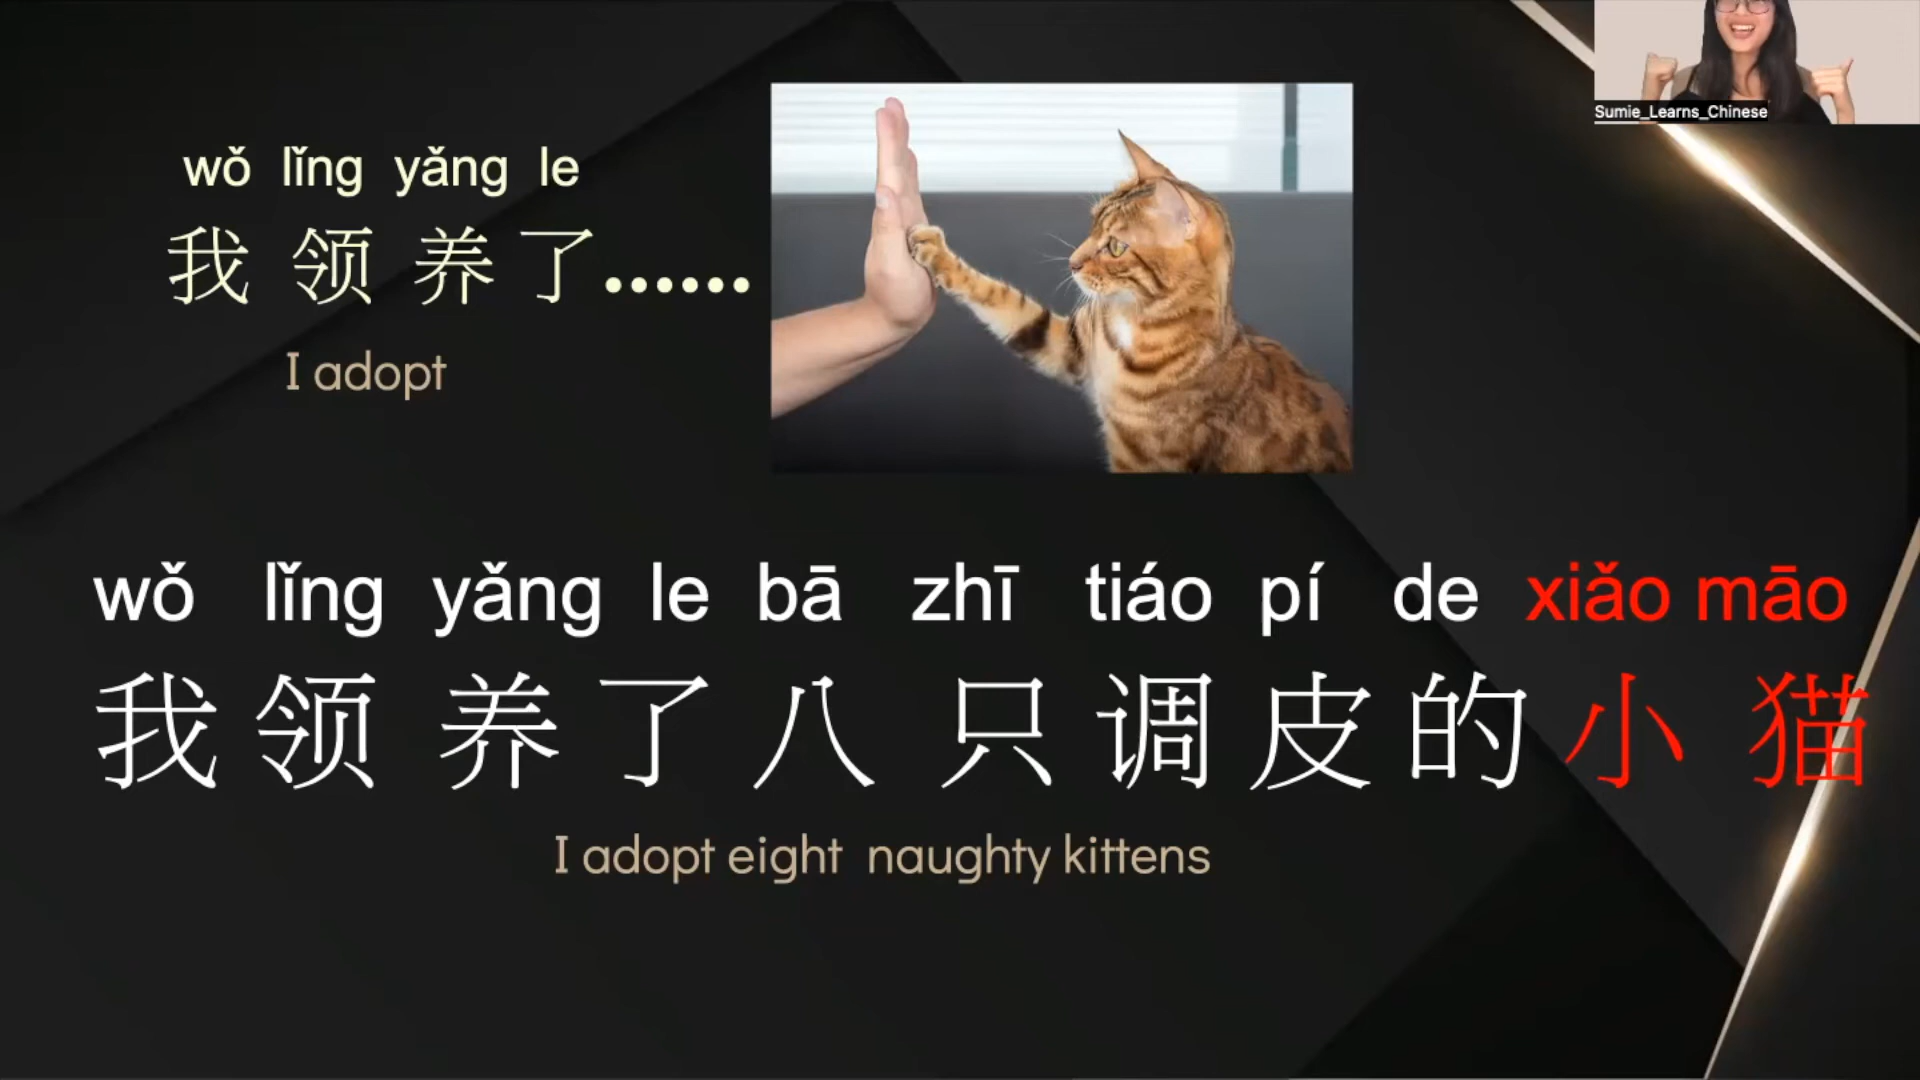 Sumie_Learns_Chinese
wǒ lǐng yǎng le
我 领 养 了......
I adopt
wǒ lǐng yǎng le bā zhī tiáo pí de xiǎo māo
我 领 养 了 八 只 调 皮 的 小 猫
I adopt eight naughty kittens